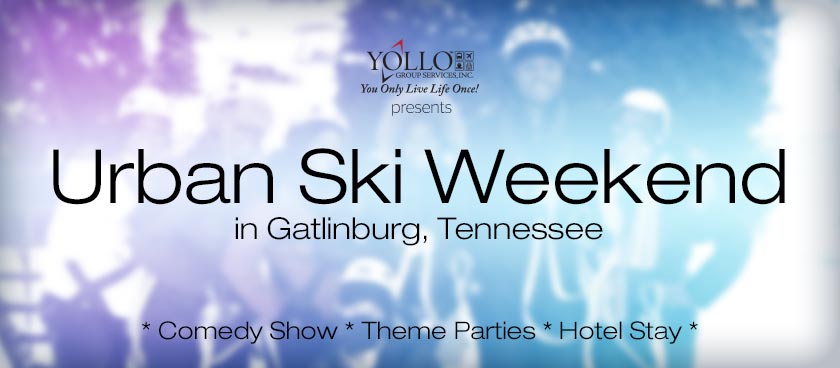 YOLLO
GROUP SERVICES, INC.
You Only Live Life Once!
presents
Urban Ski Weekend
in Gatlinburg, Tennessee
* Comedy Show * Theme Parties * Hotel Stay *